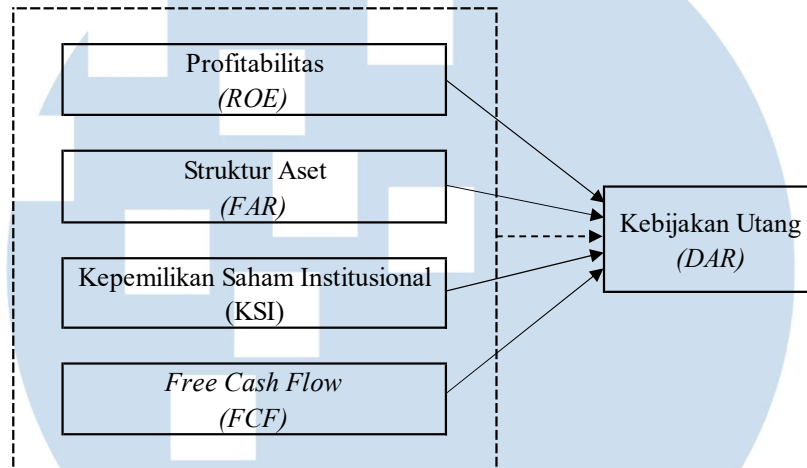 Profitabilitas
(ROE)
Struktur Aset
(FAR)
Kepemilikan Saham Institusional
(KSI)
Free Cash Flow
(FCF)
Kebijakan Utang
(DAR)